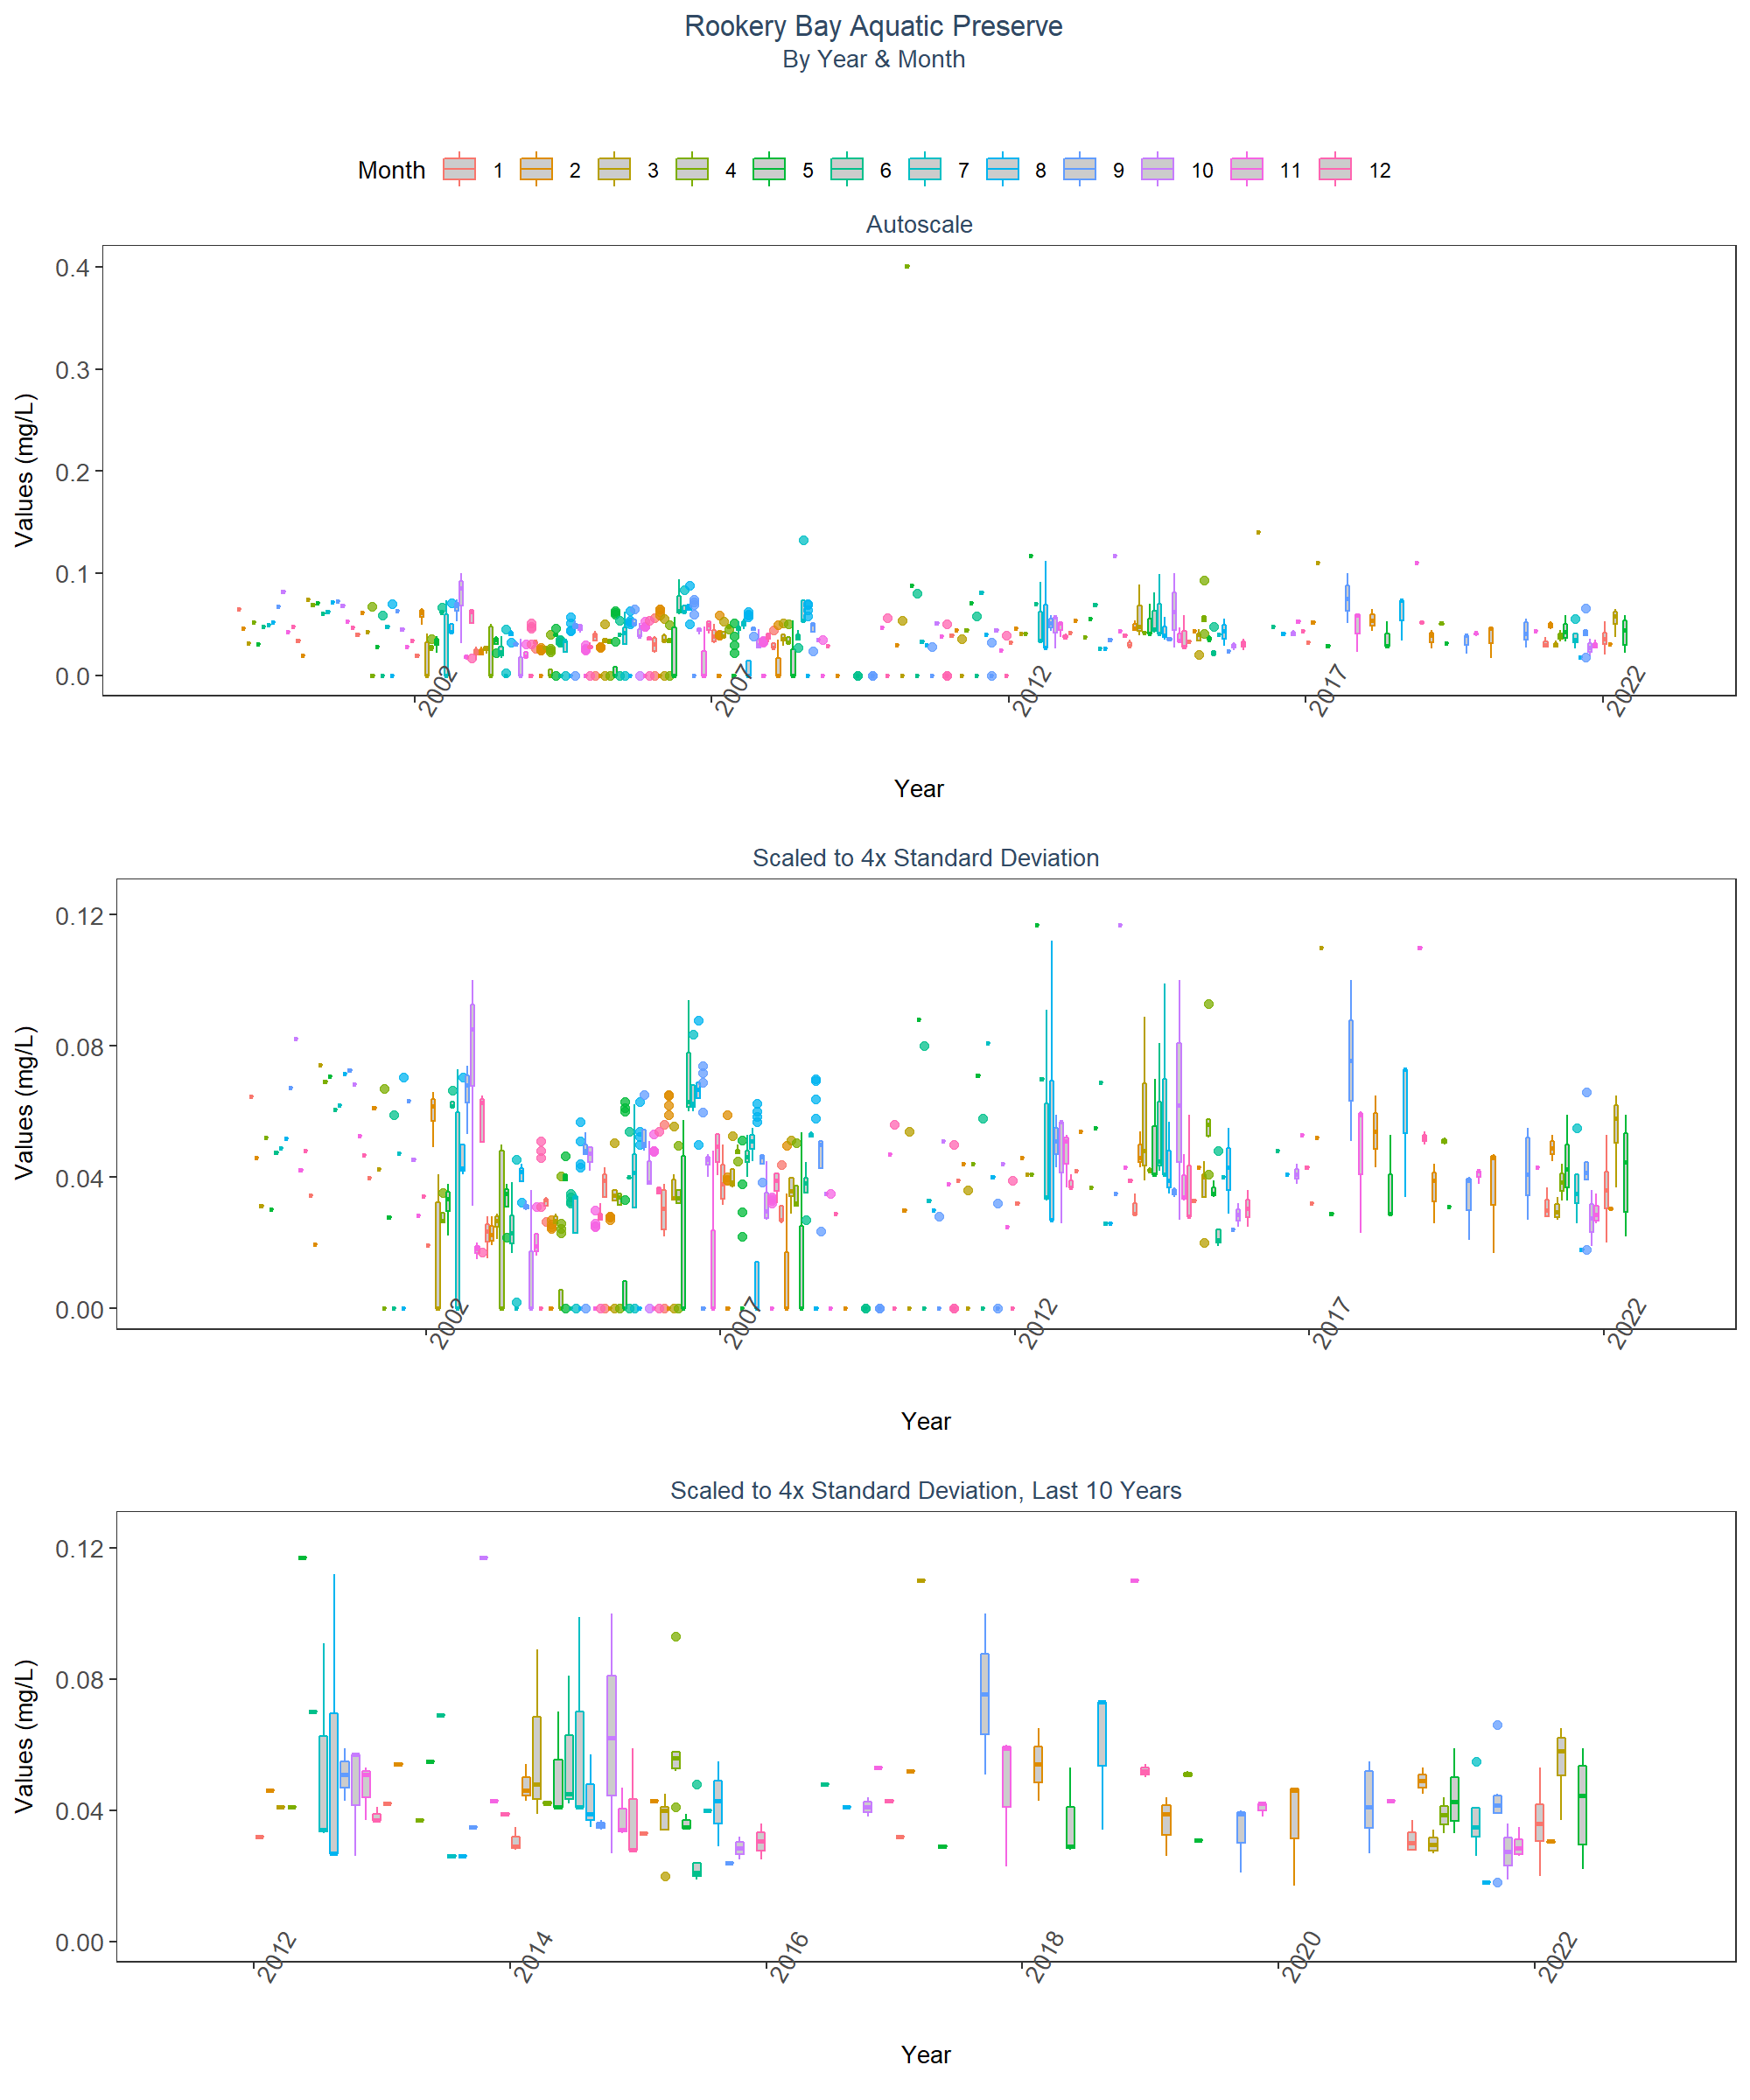 Rookery Bay Aquatic Preserve
By Year & Month
Month 1 2 3 4 5 6 7 8 9 10 11 12
Autoscale
Values (mg/L)
0.4
0.3
0.2
0.1
0.0
2002 2007 2012 2017 2022
Year
Scaled to 4x Standard Deviation
Values (mg/L)
0.12
0.08
0.04
0.00
2002 2007 2012 2017 2022
Year
Scaled to 4x Standard Deviation, Last 10 Years
Values (mg/L)
0.12
0.08
0.04
0.00
2012 2014 2016 2018 2020 2022
Year